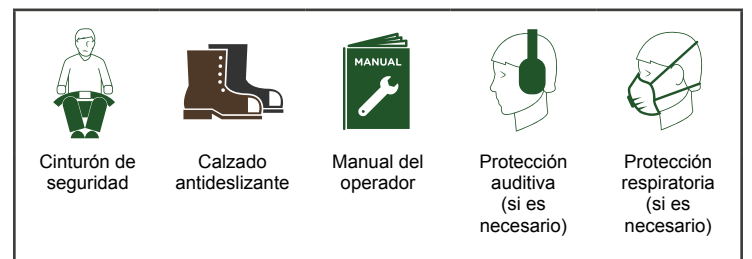 MANUAL
Cinturón de
seguridad
Calzado
antideslizante
Manual del
operador
Protección
auditiva
(si es
necesario)
Protección
respiratoria
(si es
necesario)